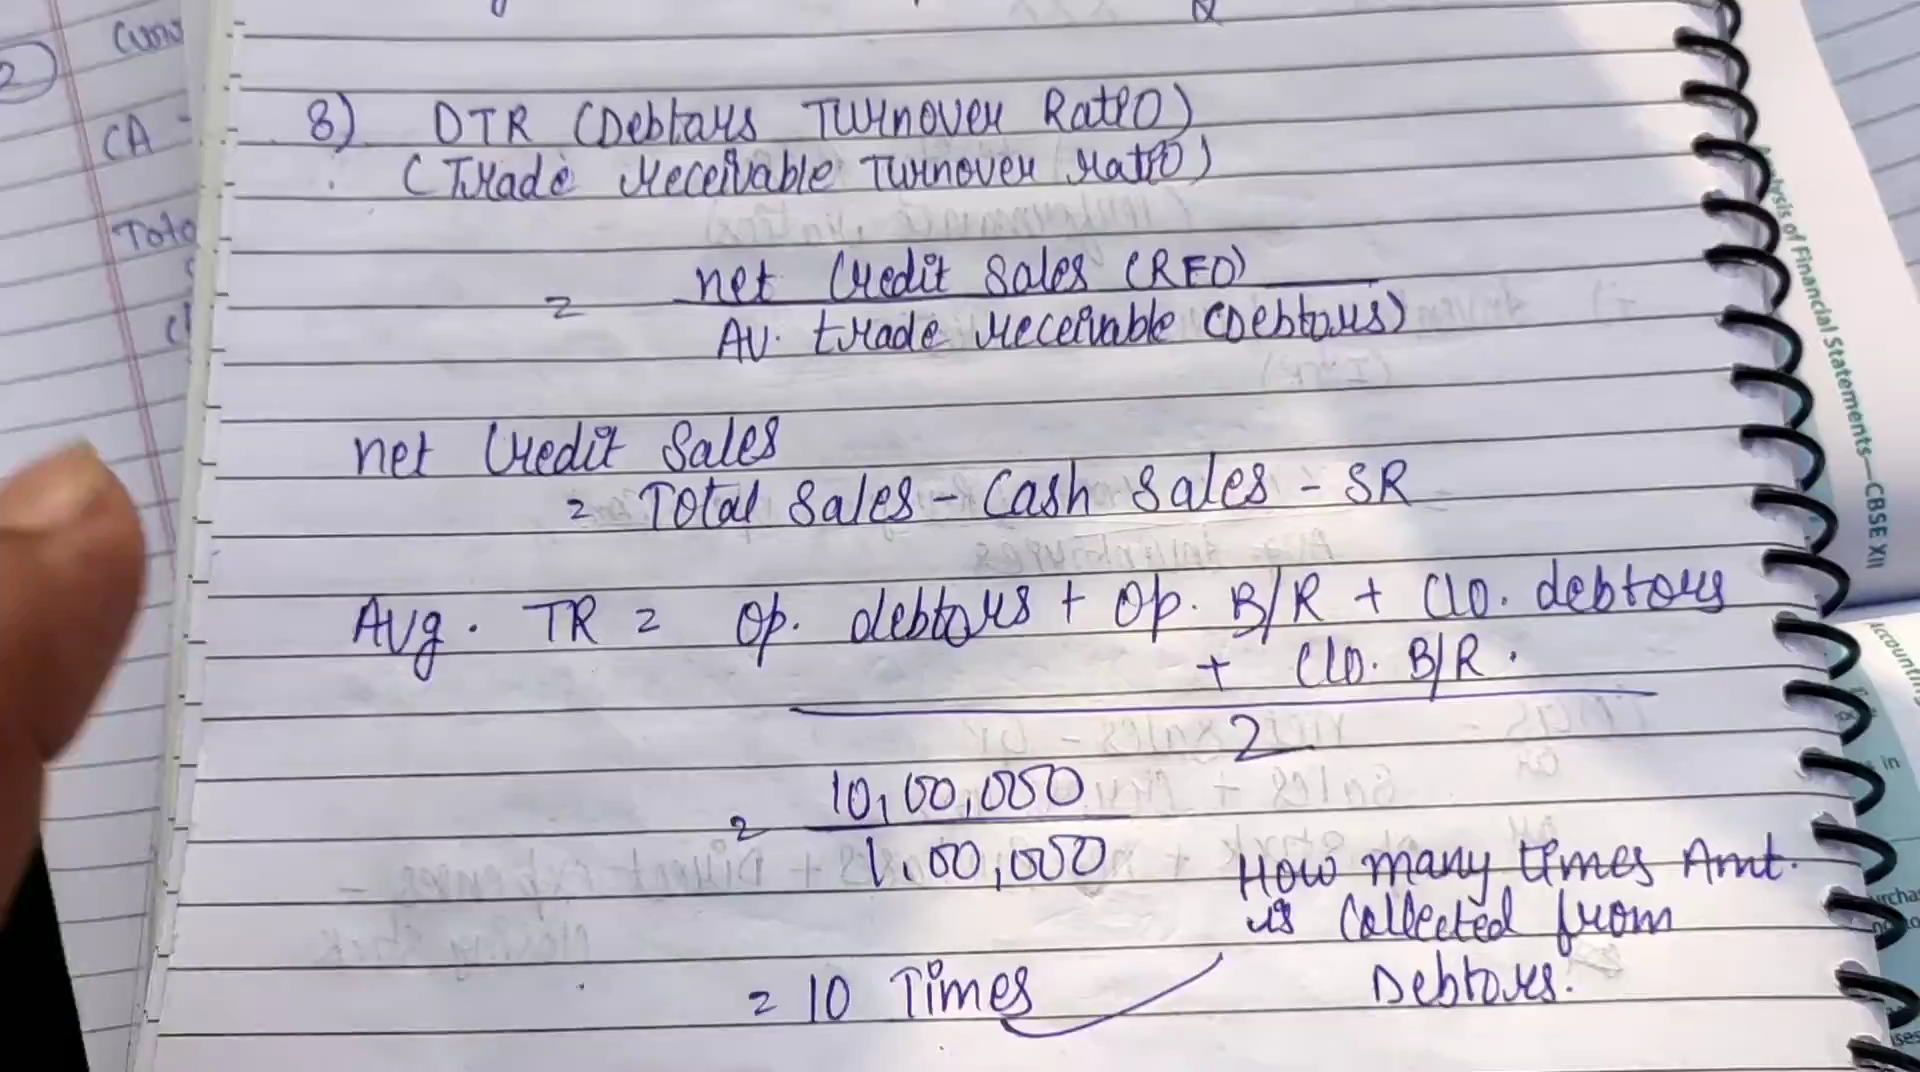 8) DTR (Debtors Turnover Ratio)
(Trade receivable Turnover ratio)
= net Credit Sales (RFO)
Av. trade receivable (Debtors)
net Credit Sales
= Total Sales - Cash Sales - SR
Avg. TR = Op. debtors + Op. B/R + Clo. debtors
+ Clo. B/R.
2
= 10,00,000
1,00,000
How many times Amt.
is Collected from
Debtors.
= 10 Times
2
CA -
Analysis of Financial Statements—CBSE XII